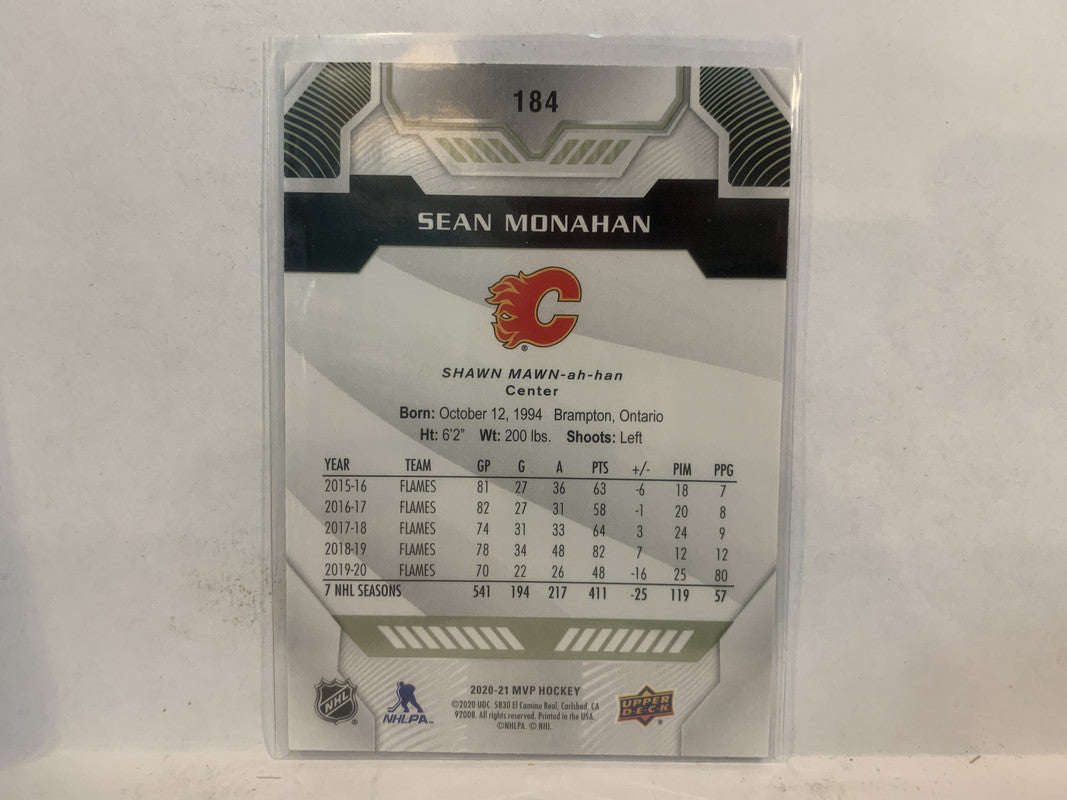 184
SEAN MONAHAN
C
®
SHAWN MAWN-ah-han
Center
Born: October 12, 1994 Brampton, Ontario
Ht: 6'2" Wt: 200 lbs. Shoots: Left
YEAR TEAM GP G A PTS +/- PIM PPG
2015-16 FLAMES 81 27 36 63 -6 18 7
2016-17 FLAMES 82 27 31 58 -1 20 8
2017-18 FLAMES 74 31 33 64 3 24 9
2018-19 FLAMES 78 34 48 82 7 12 12
2019-20 FLAMES 70 22 26 48 -16 25 80
7 NHL SEASONS 541 194 217 411 -25 119 57
2020-21 MVP HOCKEY
©2020 UDC. 5830 El Camino Real, Carlsbad, CA
92008. All rights reserved. Printed in the USA.
©NHLPA. © NHL.
NHL ®
NHLPA™
UPPER DECK ®